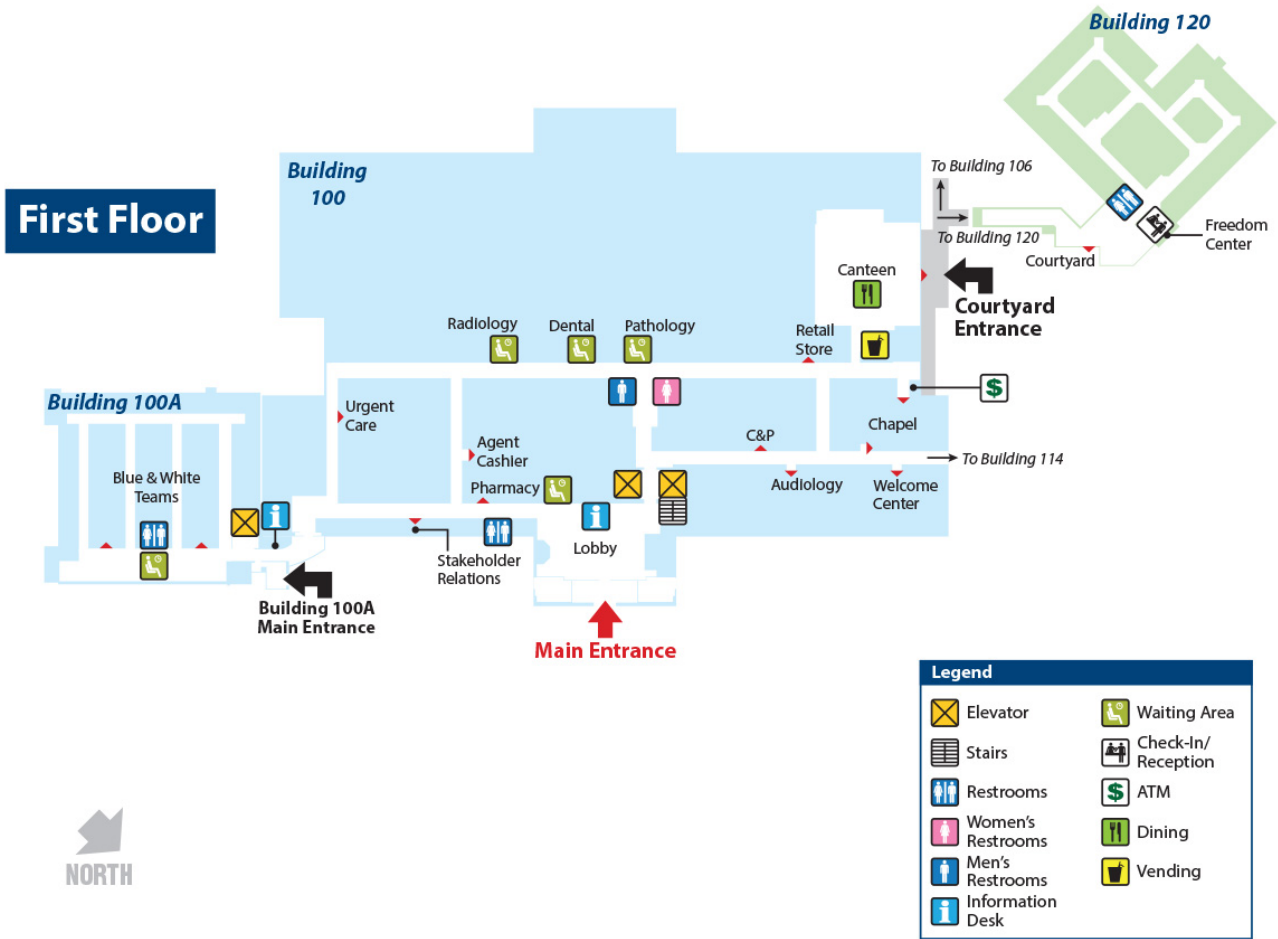 Building 120
Building
100
To Building 106
First Floor
To Building 120
Freedom
Center
Courtyard
Canteen
Courtyard
Entrance
Radiology
Dental
Pathology
Retail
Store
$
Building 100A
Urgent
Care
Chapel
C&P
Agent
Cashier
To Building 114
Blue & White
Teams
Pharmacy
Audiology
Welcome
Center
i
i
Lobby
Stakeholder
Relations
Building 100A
Main Entrance
Main Entrance
Legend
Elevator
Waiting Area
Stairs
Check-In/
Reception
Restrooms
$ ATM
Women's
Restrooms
Dining
Men's
Restrooms
Vending
i Information
Desk
NORTH